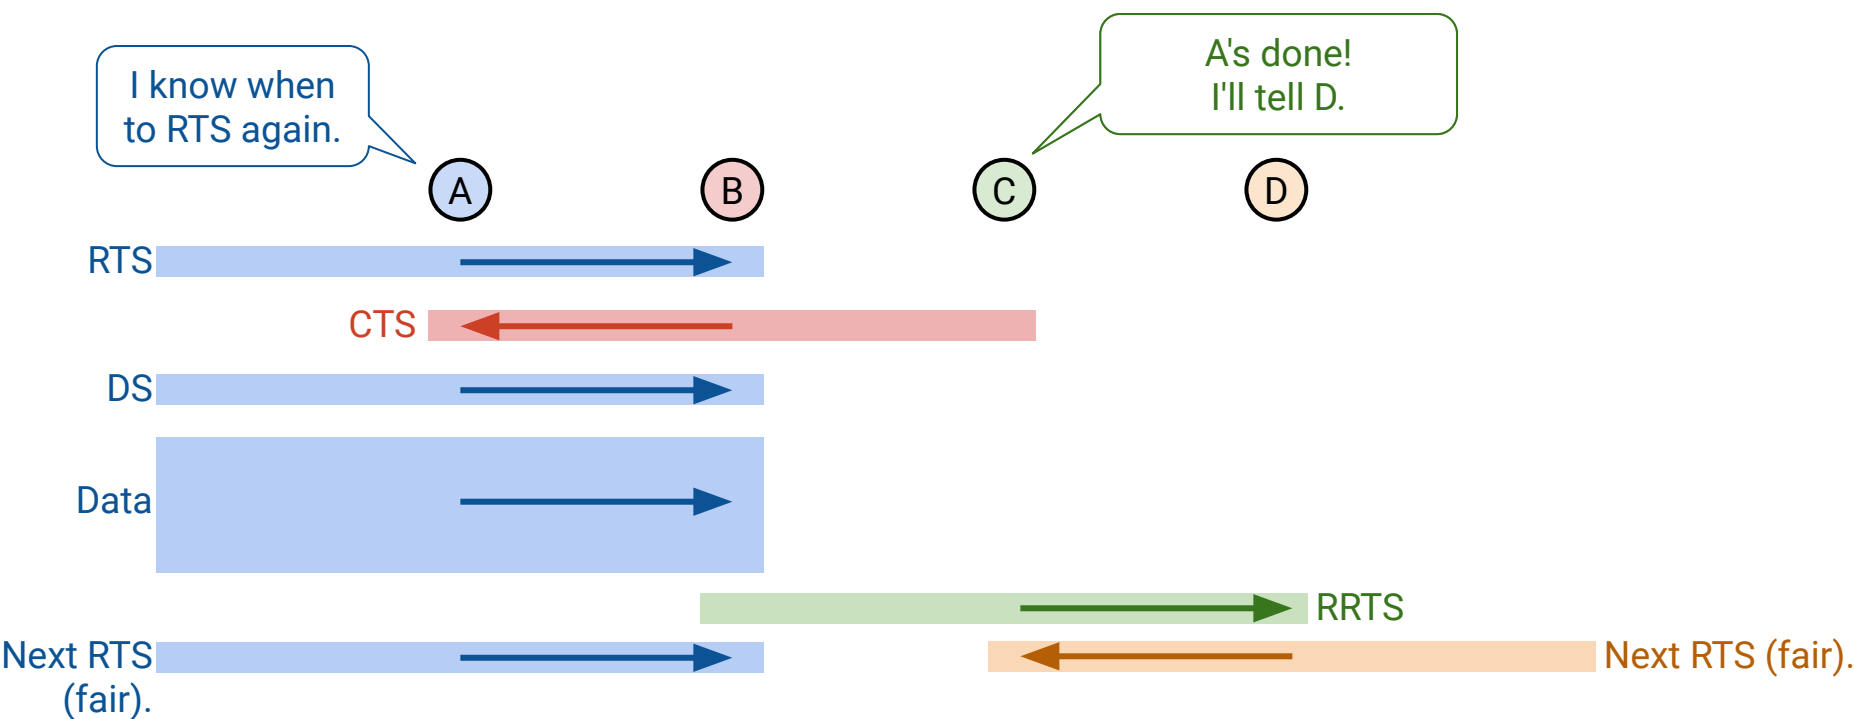 I know when
to RTS again.
A's done!
I'll tell D.
A
B
C
D
RTS
CTS
DS
Data
RRTS
Next RTS
(fair).
Next RTS (fair).